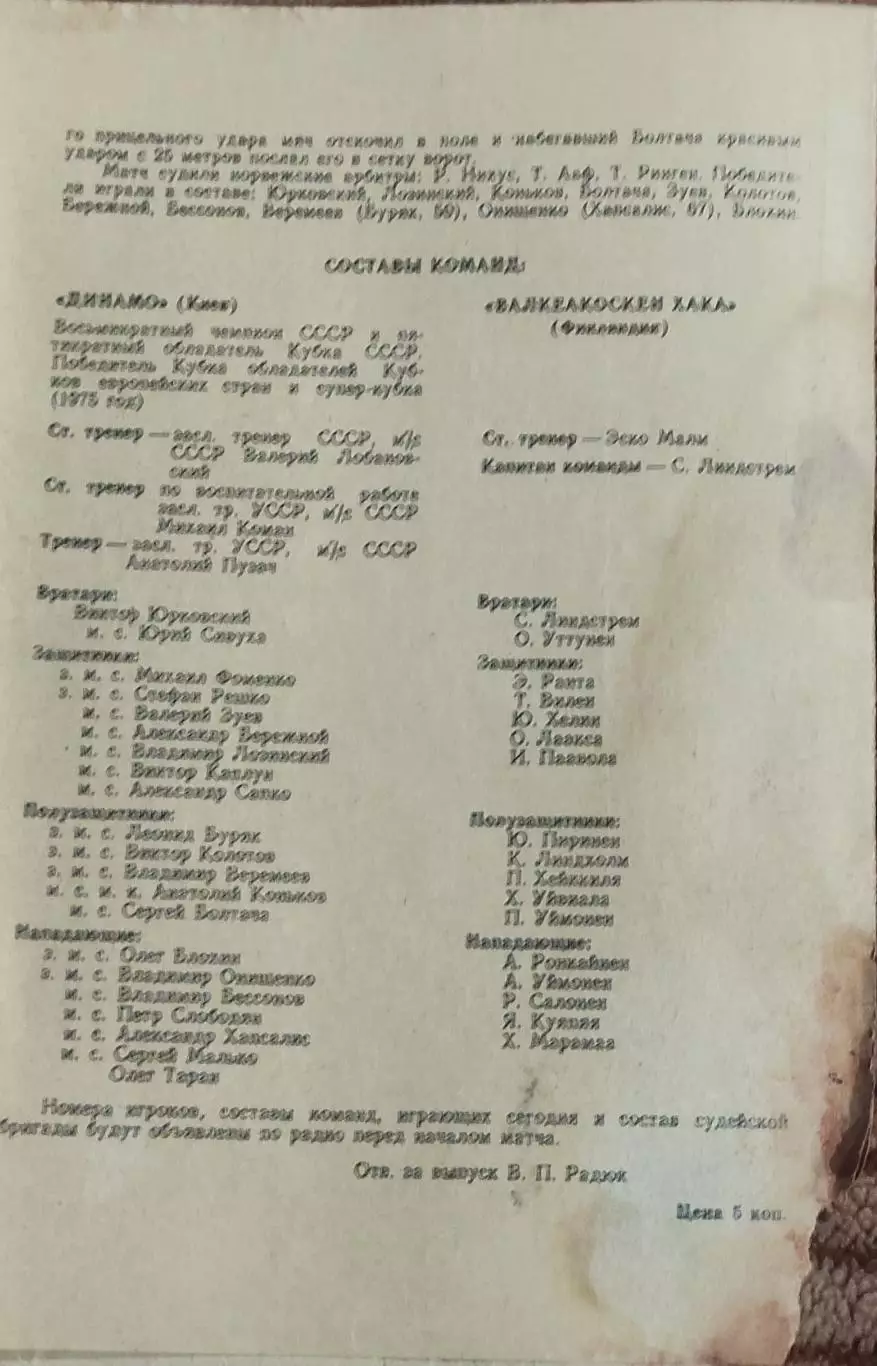 го прицельного удара мяч отскочил в поле и набегавший Болтача красивым
ударом с 25 метров послал его в сетку ворот.
Матч судили норвежские арбитры: Р. Никус, Т. Т. Ринген. Победите-
ли играли в составе: Юрковский, Лозинский, Коньков, Болтача, Зуев, Колотов,
Бережной, Бессонов, Веремеев (Буряк, 59), Онищенко (Хапсалис, 67), Блохин.
СОСТАВЫ КОМАНД:
«ДИНАМО» (Киев)
Восьмикратный чемпион СССР и пя-
тикратный обладатель Кубка СССР.
Победитель Кубка обладателей Куб-
ков европейских стран и супер-кубка
(1975 год)
Ст. тренер — засл. тренер СССР, м/с
СССР Валерий Лобанов-
ский
Ст. тренер по воспитательной работе
засл. тр. УССР, м/с СССР
Михаил Коман
Тренер — засл. тр. УССР, м/с СССР
Анатолий Пузач
Вратари:
Виктор Юрковский
м. с. Юрий Сивуха
Защитники:
з. м. с. Михаил Фоменко
з. м. с. Стефан Решко
м. с. Валерий Зуев
м. с. Александр Бережной
м. с. Владимир Лозинский
м. с. Виктор Каплун
м. с. Александр Сапко
Полузащитники:
з. м. с. Леонид Буряк
з. м. с. Виктор Колотов
з. м. с. Владимир Веремеев
м. с. м. к. Анатолий Коньков
м. с. Сергей Болтача
Нападающие:
з. м. с. Олег Блохин
з. м. с. Владимир Онищенко
м. с. Владимир Бессонов
м. с. Петр Слободян
м. с. Александр Хапсалис
м. с. Сергей Малько
Олег Таран
«ВАЛКЕАКОСКЕН ХАКА»
(Финляндия)
Ст. тренер — Эско Мали
Капитан команды — С. Линдстрем
Вратари:
С. Линдстрем
О. Уттунен
Защитники:
Э. Ранта
Т. Вилен
Ю. Хелин
О. Лаакса
И. Паавола
Полузащитники:
Ю. Пиринен
К. Линдхолм
П. Хейккиля
Х. Уйвиала
П. Уймонен
Нападающие:
А. Ронкайнен
А. Уймонен
Р. Салонен
Я. Куяпяя
Х. Марамаа
Номера игроков, составы команд, играющих сегодня и состав судейской
бригады будут объявлены по радио перед началом матча.
Отв. за выпуск В. П. Радюк
Цена 5 коп.